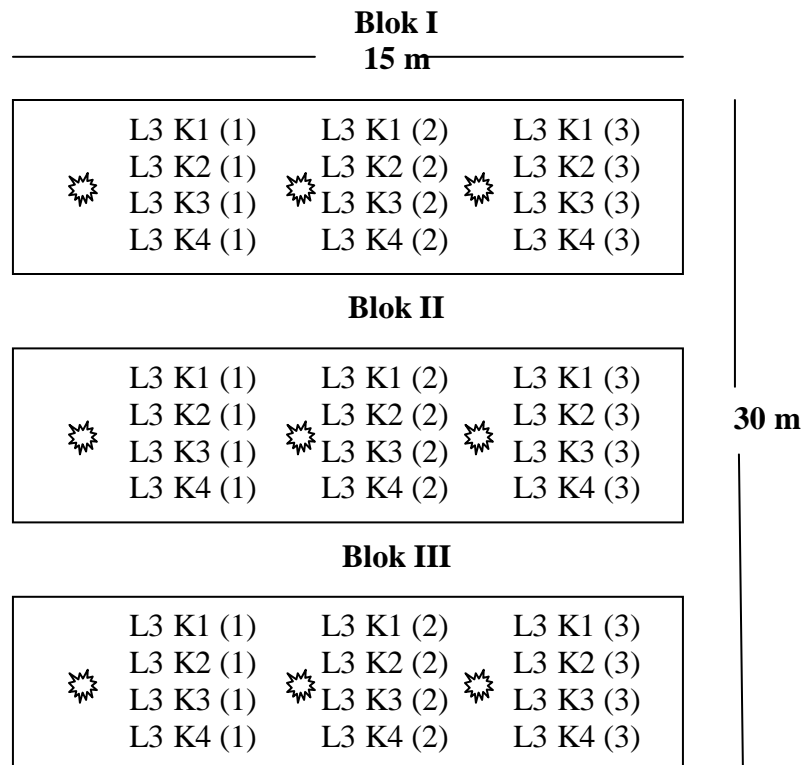 Blok I
15 m
L3 K1 (1) L3 K1 (2) L3 K1 (3)
L3 K2 (1) L3 K2 (2) L3 K2 (3)
L3 K3 (1) L3 K3 (2) L3 K3 (3)
L3 K4 (1) L3 K4 (2) L3 K4 (3)
Blok II
L3 K1 (1) L3 K1 (2) L3 K1 (3)
L3 K2 (1) L3 K2 (2) L3 K2 (3)
30 m
L3 K3 (1) L3 K3 (2) L3 K3 (3)
L3 K4 (1) L3 K4 (2) L3 K4 (3)
Blok III
L3 K1 (1) L3 K1 (2) L3 K1 (3)
L3 K2 (1) L3 K2 (2) L3 K2 (3)
L3 K3 (1) L3 K3 (2) L3 K3 (3)
L3 K4 (1) L3 K4 (2) L3 K4 (3)